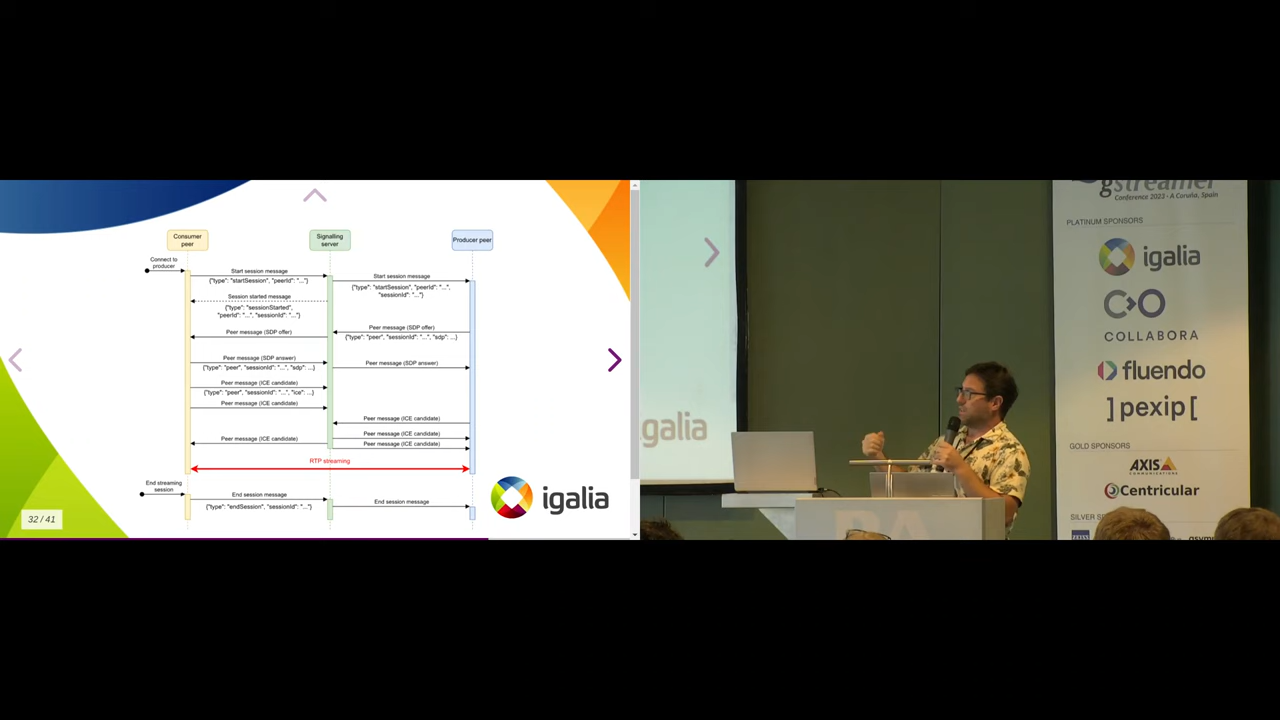 Consumer
peer
Signalling
server
Producer peer
Connect to
producer
Start session message
{"type": "startSession", "peerId": "..."}
Start session message
{"type": "startSession", "peerId": "...",
"sessionId": "..."}
Session started message
{"type": "sessionStarted",
"peerId": "...", "sessionId": "..."}
Peer message (SDP offer)
{"type": "peer", "sessionId": "...", "sdp": ...}
Peer message (SDP offer)
Peer message (SDP answer)
{"type": "peer", "sessionId": "...", "sdp": ...}
Peer message (SDP answer)
Peer message (ICE candidate)
{"type": "peer", "sessionId": "...", "ice": ...}
Peer message (ICE candidate)
Peer message (ICE candidate)
Peer message (ICE candidate)
Peer message (ICE candidate)
Peer message (ICE candidate)
RTP streaming
End streaming
session
End session message
{"type": "endSession", "sessionId": "..."}
End session message
32 / 41
igalia
galia
gstreamer
Conference 2023 · A Coruña, Spain
PLATINUM SPONSORS
igalia
COLLABORA
fluendo
]pexip[
GOLD SPONSORS
AXIS
COMMUNICATIONS
Centricular
SILVER SP